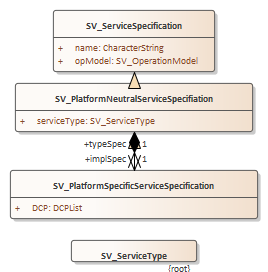 SV_ServiceSpecification
+ name: CharacterString
+ opModel: SV_OperationModel
SV_PlatformNeutralServiceSpecifiation
+ serviceType: SV_ServiceType
+typeSpec 1
+implSpec 1
SV_PlatformSpecificServiceSpecification
+ DCP: DCPList
SV_ServiceType
{root}